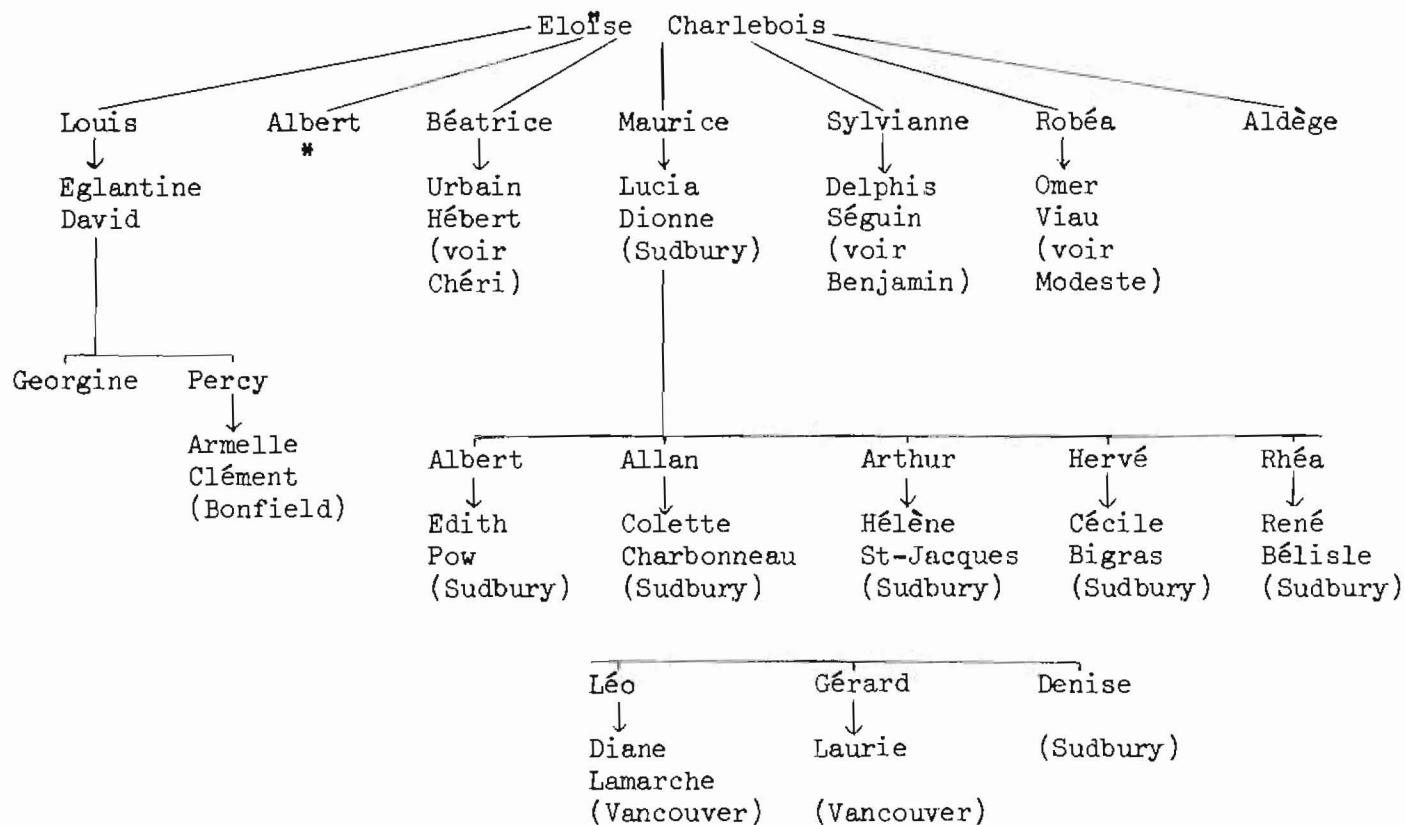 Eloïse Charlebois
Louis Albert Béatrice Maurice Sylvianne Robéa Aldège
*
Eglantine Urbain Lucia Delphis Omer
David Hébert Dionne Séguin Viau
(voir (Sudbury) (voir (voir
Chéri) Benjamin) Modeste)
Georgine Percy
Armelle
Clément
(Bonfield)
Albert Allan Arthur Hervé Rhéa
Edith Colette Hélène Cécile René
Pow Charbonneau St-Jacques Bigras Bélisle
(Sudbury) (Sudbury) (Sudbury) (Sudbury) (Sudbury)
Léo Gérard Denise
Diane Laurie (Sudbury)
Lamarche
(Vancouver) (Vancouver)